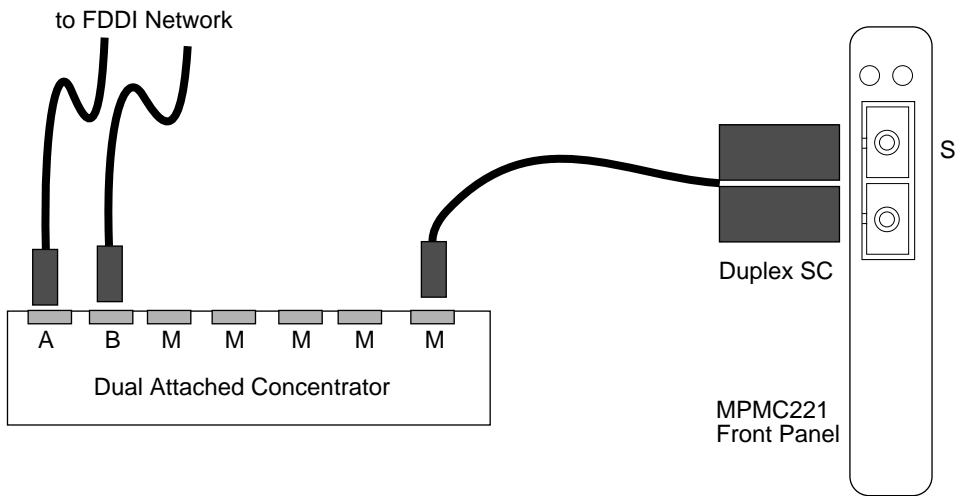 to FDDI Network
S
Duplex SC
A B M M M M M
Dual Attached Concentrator
MPMC221
Front Panel